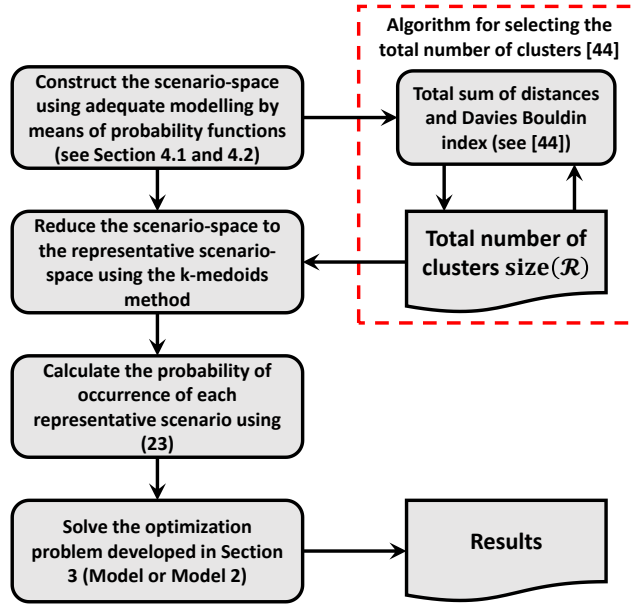 Algorithm for selecting the
total number of clusters [44]
Construct the scenario-space
using adequate modelling by
means of probability functions
(see Section 4.1 and 4.2)
Total sum of distances
and Davies Bouldin
index (see [44])
Reduce the scenario-space to
the representative scenario-
space using the k-medoids
method
Total number of
clusters size(𝓡)
Calculate the probability of
occurrence of each
representative scenario using
(23)
Solve the optimization
problem developed in Section
3 (Model or Model 2)
Results